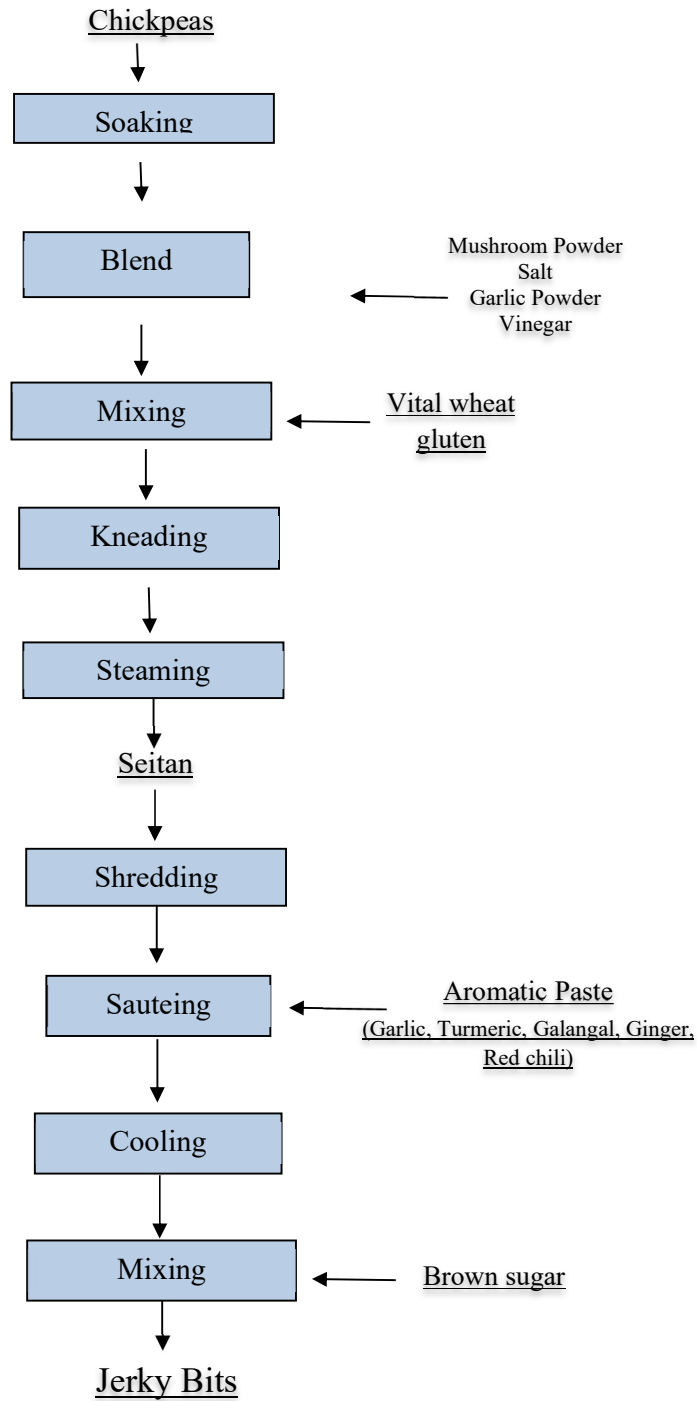 Chickpeas
Soaking
Blend
Mushroom Powder
Salt
Garlic Powder
Vinegar
Mixing
Vital wheat
gluten
Kneading
Steaming
Seitan
Shredding
Sauteing
Aromatic Paste
(Garlic, Turmeric, Galangal, Ginger,
Red chili)
Cooling
Mixing
Brown sugar
Jerky Bits